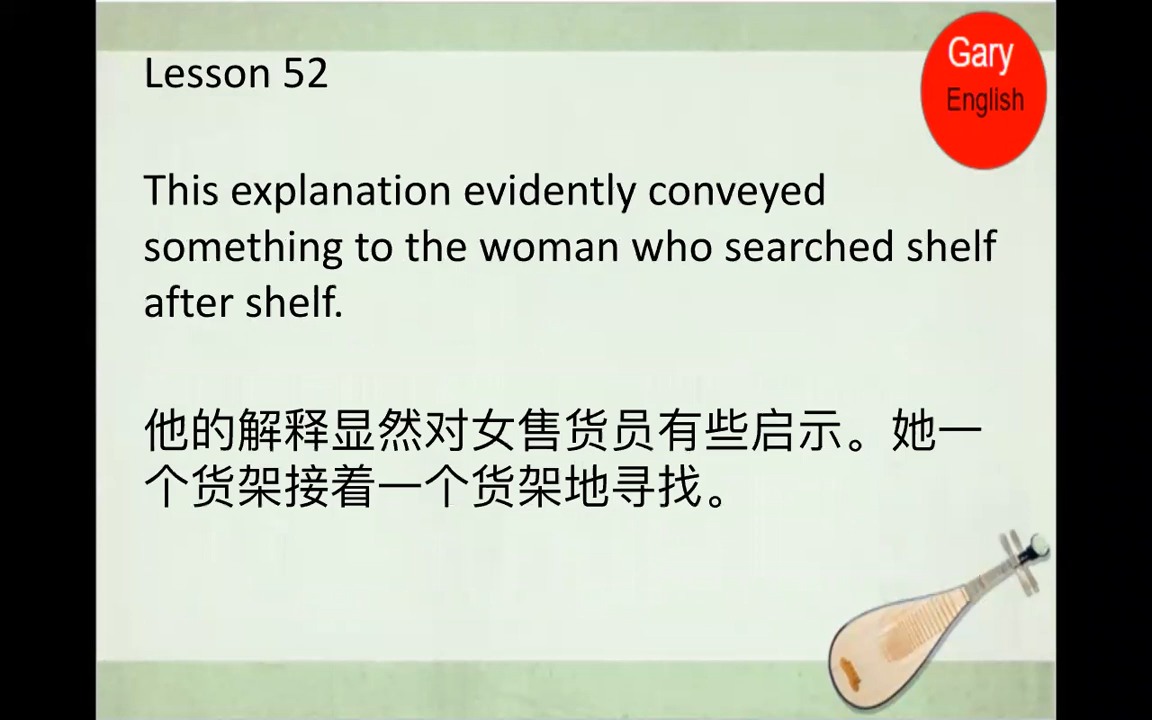 Lesson 52
Gary
English
This explanation evidently conveyed
something to the woman who searched shelf
after shelf.
他的解释显然对女售货员有些启示。她一
个货架接着一个货架地寻找。